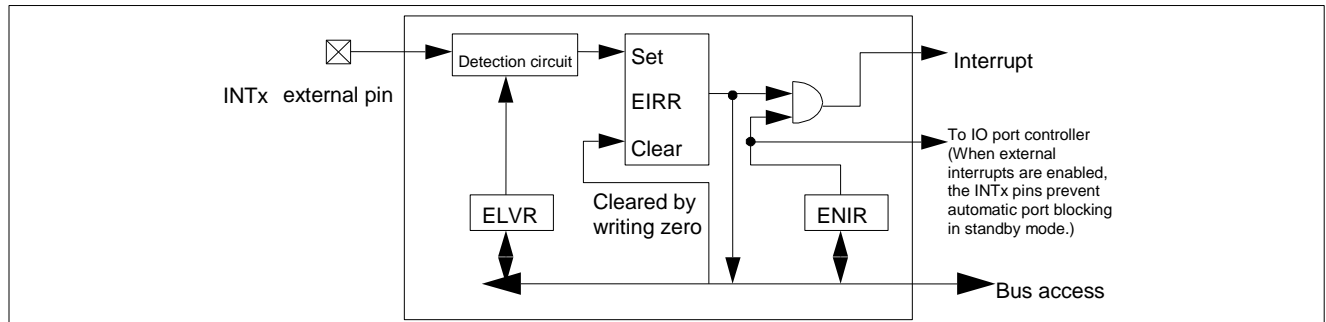 INTx external pin
Detection circuit
Set
EIRR
Clear
Interrupt
To IO port controller
(When external
interrupts are enabled,
the INTx pins prevent
automatic port blocking
in standby mode.)
ELVR
Cleared by
writing zero
ENIR
Bus access